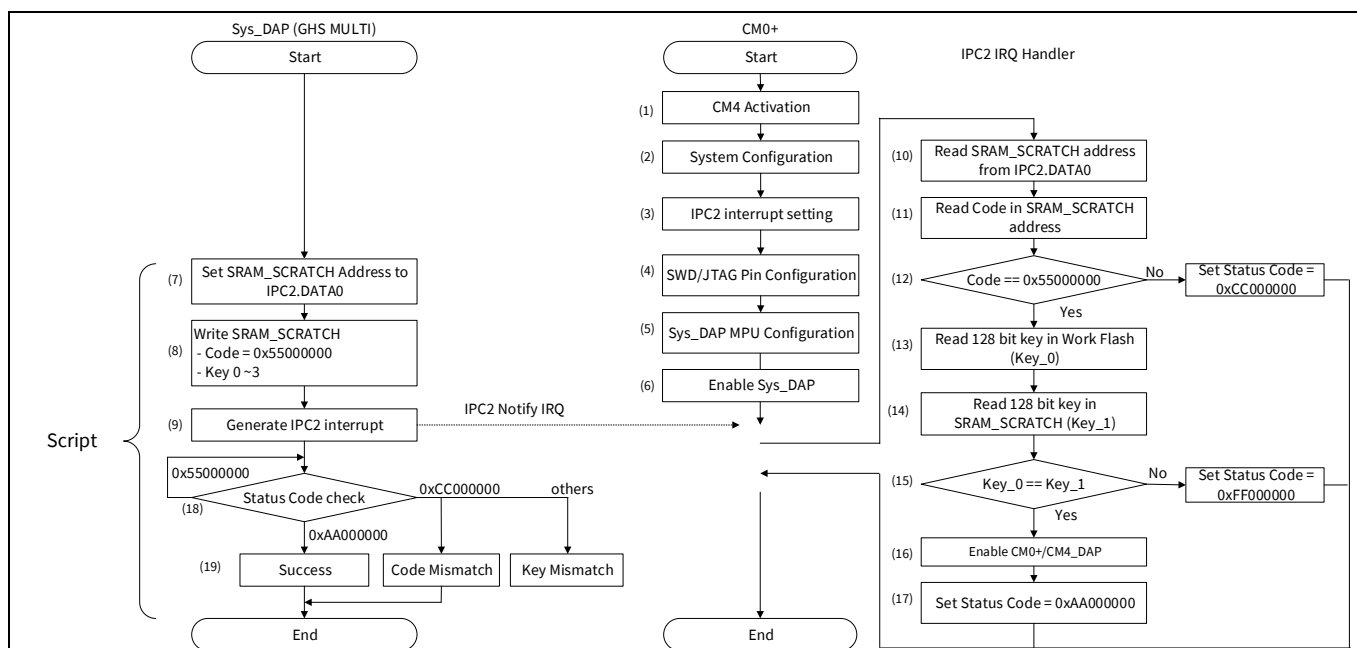 Sys_DAP (GHS MULTI)
Start
Script
(7)
Set SRAM_SCRATCH Address to
IPC2.DATA0
(8)
Write SRAM_SCRATCH
- Code = 0x55000000
- Key 0 ~3
(9)
Generate IPC2 interrupt
IPC2 Notify IRQ
0x55000000
Status Code check
(18)
0xCC000000
others
0xAA000000
(19)
Success
Code Mismatch
Key Mismatch
End
CM0+
Start
(1)
CM4 Activation
(2)
System Configuration
(3)
IPC2 interrupt setting
(4)
SWD/JTAG Pin Configuration
(5)
Sys_DAP MPU Configuration
(6)
Enable Sys_DAP
End
IPC2 IRQ Handler
(10)
Read SRAM_SCRATCH address
from IPC2.DATA0
(11)
Read Code in SRAM_SCRATCH
address
(12)
Code == 0x55000000
No
Set Status Code =
0xCC000000
Yes
(13)
Read 128 bit key in Work Flash
(Key_0)
(14)
Read 128 bit key in
SRAM_SCRATCH (Key_1)
(15)
Key_0 == Key_1
No
Set Status Code =
0xFF000000
Yes
(16)
Enable CM0+/CM4_DAP
(17)
Set Status Code = 0xAA000000